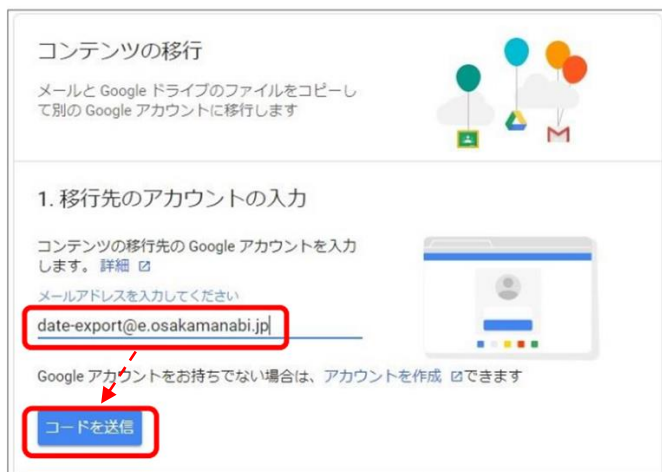 コンテンツの移行
メールと Google ドライブのファイルをコピーし
て別の Google アカウントに移行します
1. 移行先のアカウントの入力
コンテンツの移行先の Google アカウントを入力
します。 詳細
メールアドレスを入力してください
date-export@e.osakamanabi.jp
Google アカウントをお持ちでない場合は、アカウントを作成 できます
コードを送信